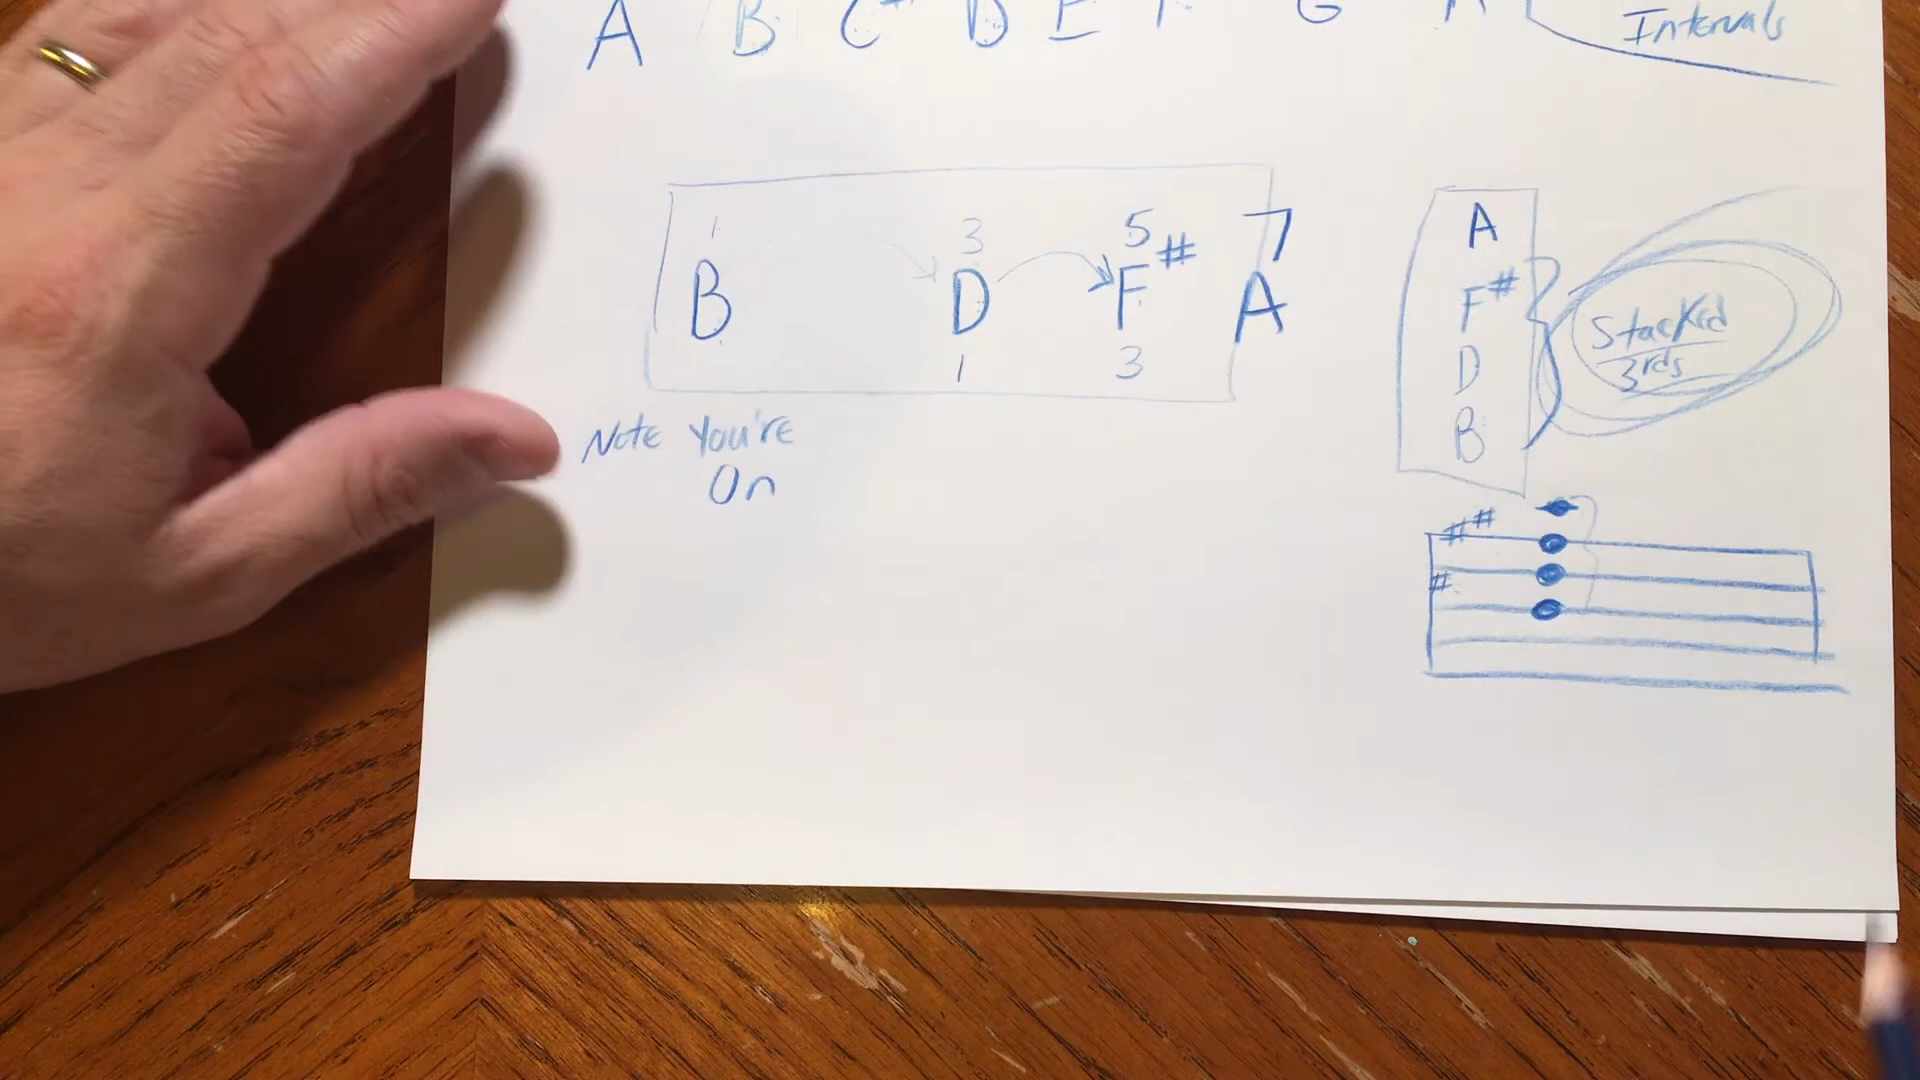 A B C# D E F G A
Intervals
1 3 5 7
B D F# A
1 3
Note You're
On
A
F#
D
B
Stacked
3rds
# #
#